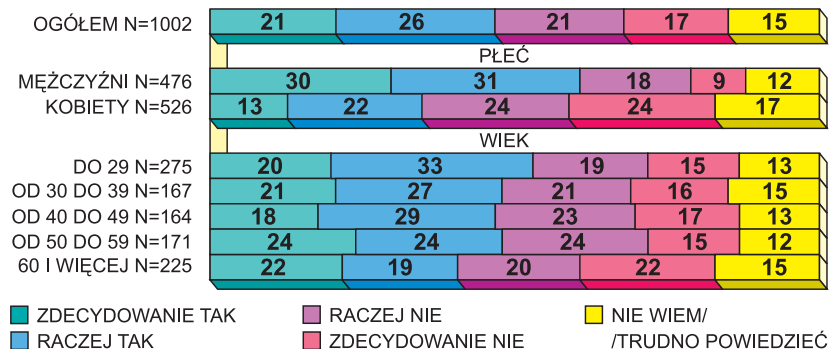 OGÓŁEM N=1002 21 26 21 17 15
PŁEĆ
MĘŻCZYŹNI N=476 30 31 18 9 12
KOBIETY N=526 13 22 24 24 17
WIEK
DO 29 N=275 20 33 19 15 13
OD 30 DO 39 N=167 21 27 21 16 15
OD 40 DO 49 N=164 18 29 23 17 13
OD 50 DO 59 N=171 24 24 24 15 12
60 I WIĘCEJ N=225 22 19 20 22 15
ZDECYDOWANIE TAK RACZEJ NIE NIE WIEM/
RACZEJ TAK ZDECYDOWANIE NIE /TRUDNO POWIEDZIEĆ